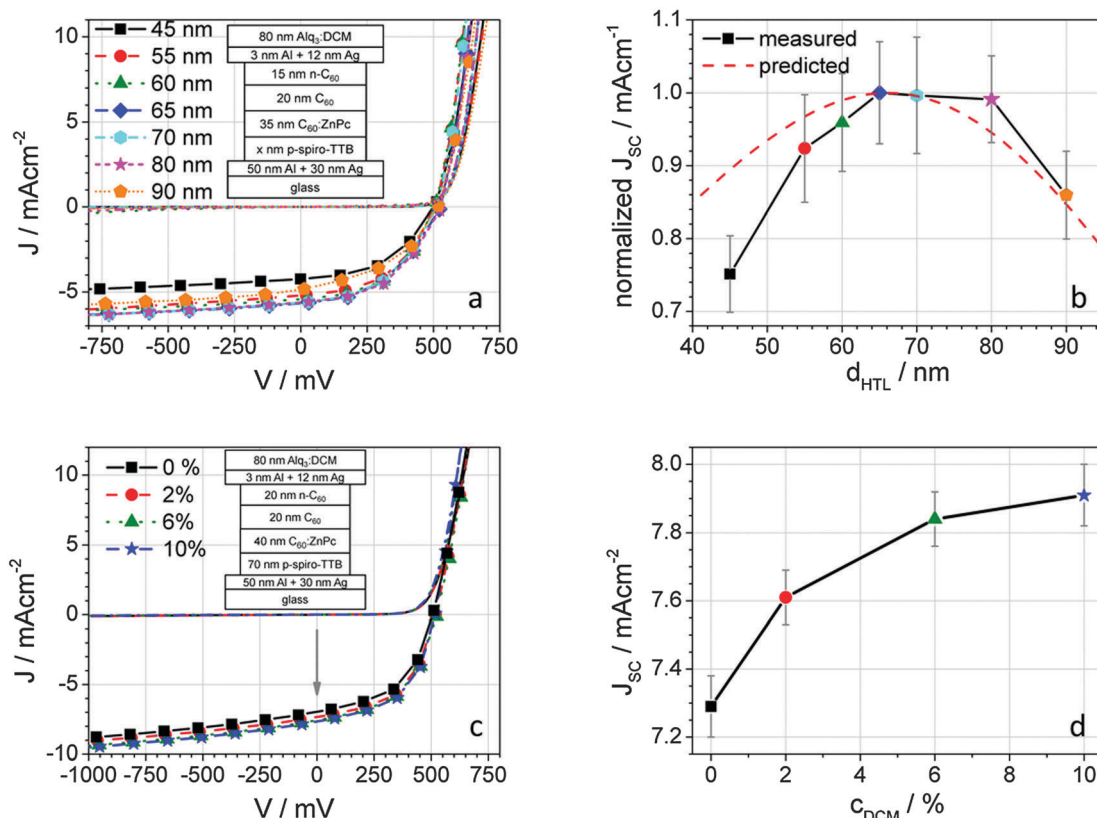 10
5
0
-5
J / mAcm⁻²
-750
-500
-250
0
250
500
750
V / mV
45 nm
55 nm
60 nm
65 nm
70 nm
80 nm
90 nm
80 nm Alq₃:DCM
3 nm Al + 12 nm Ag
15 nm n-C₆₀
20 nm C₆₀
35 nm C₆₀:ZnPc
x nm p-spiro-TTB
50 nm Al + 30 nm Ag
glass
a
measured
predicted
1.1
1.0
0.9
0.8
0.7
normalized J_SC / mAcm⁻¹
40
50
60
70
80
90
d_HTL / nm
b
10
5
0
-5
-10
J / mAcm⁻²
-1000
-750
-500
-250
0
250
500
750
V / mV
0 %
2%
6%
10%
80 nm Alq₃:DCM
3 nm Al + 12 nm Ag
20 nm n-C₆₀
20 nm C₆₀
40 nm C₆₀:ZnPc
70 nm p-spiro-TTB
50 nm Al + 30 nm Ag
glass
c
8.0
7.8
7.6
7.4
7.2
J_SC / mAcm⁻²
0
2
4
6
8
10
c_DCM / %
d